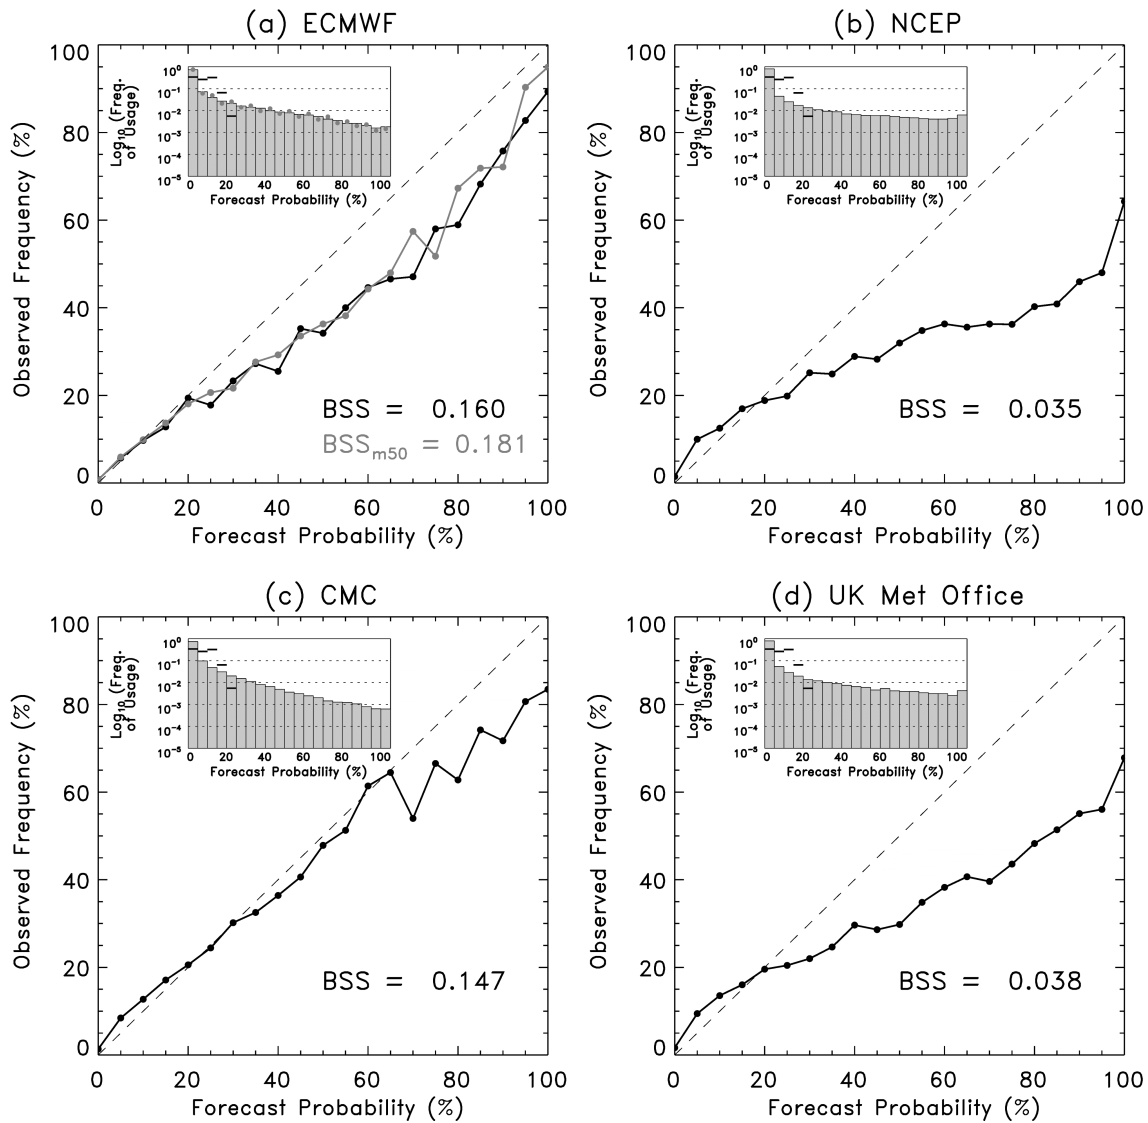 (a) ECMWF
100
80
60
40
20
0
Observed Frequency (%)
10⁰
10⁻¹
10⁻²
10⁻³
10⁻⁴
10⁻⁵
Log₁₀ (Freq.
of Usage)
0 20 40 60 80 100
Forecast Probability (%)
BSS = 0.160
BSSₘ₅₀ = 0.181
0 20 40 60 80 100
Forecast Probability (%)
(b) NCEP
100
80
60
40
20
0
Observed Frequency (%)
10⁰
10⁻¹
10⁻²
10⁻³
10⁻⁴
10⁻⁵
Log₁₀ (Freq.
of Usage)
0 20 40 60 80 100
Forecast Probability (%)
BSS = 0.035
0 20 40 60 80 100
Forecast Probability (%)
(c) CMC
100
80
60
40
20
0
Observed Frequency (%)
10⁰
10⁻¹
10⁻²
10⁻³
10⁻⁴
10⁻⁵
Log₁₀ (Freq.
of Usage)
0 20 40 60 80 100
Forecast Probability (%)
BSS = 0.147
0 20 40 60 80 100
Forecast Probability (%)
(d) UK Met Office
100
80
60
40
20
0
Observed Frequency (%)
10⁰
10⁻¹
10⁻²
10⁻³
10⁻⁴
10⁻⁵
Log₁₀ (Freq.
of Usage)
0 20 40 60 80 100
Forecast Probability (%)
BSS = 0.038
0 20 40 60 80 100
Forecast Probability (%)